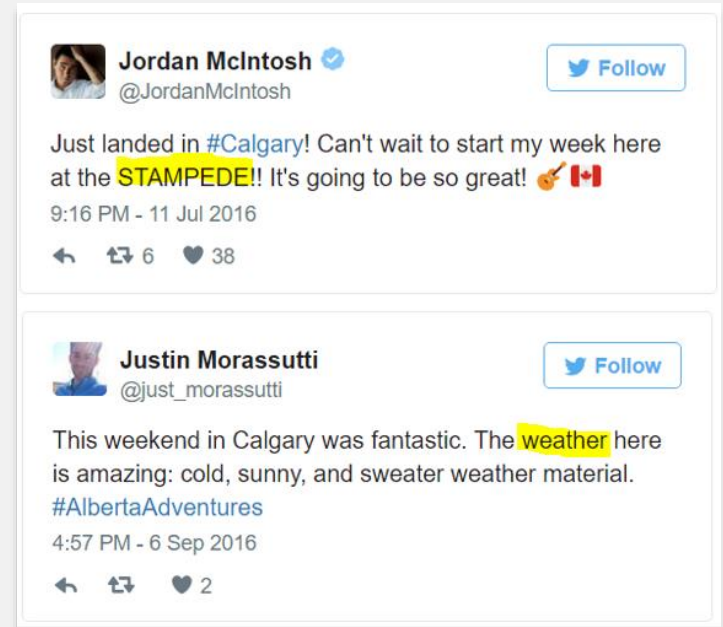 Jordan McIntosh
Follow
@JordanMcIntosh
Just landed in #Calgary! Can't wait to start my week here
at the STAMPEDE!! It's going to be so great! 🎸🇨🇦
9:16 PM - 11 Jul 2016
6 38
Justin Morassutti
Follow
@just_morassutti
This weekend in Calgary was fantastic. The weather here
is amazing: cold, sunny, and sweater weather material.
#AlbertaAdventures
4:57 PM - 6 Sep 2016
2